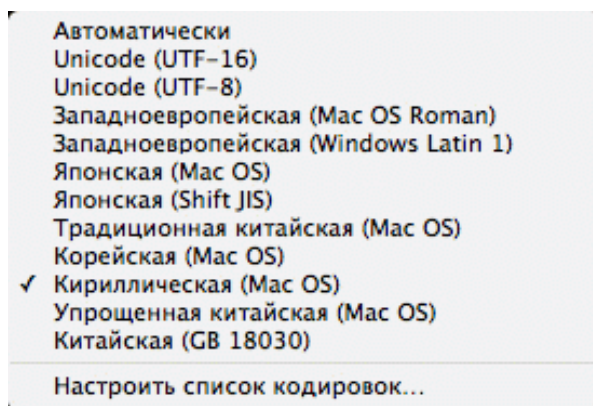 Автоматически
Unicode (UTF-16)
Unicode (UTF-8)
Западноевропейская (Mac OS Roman)
Западноевропейская (Windows Latin 1)
Японская (Mac OS)
Японская (Shift JIS)
Традиционная китайская (Mac OS)
Корейская (Mac OS)
✓ Кириллическая (Mac OS)
Упрощенная китайская (Mac OS)
Китайская (GB 18030)
Настроить список кодировок...